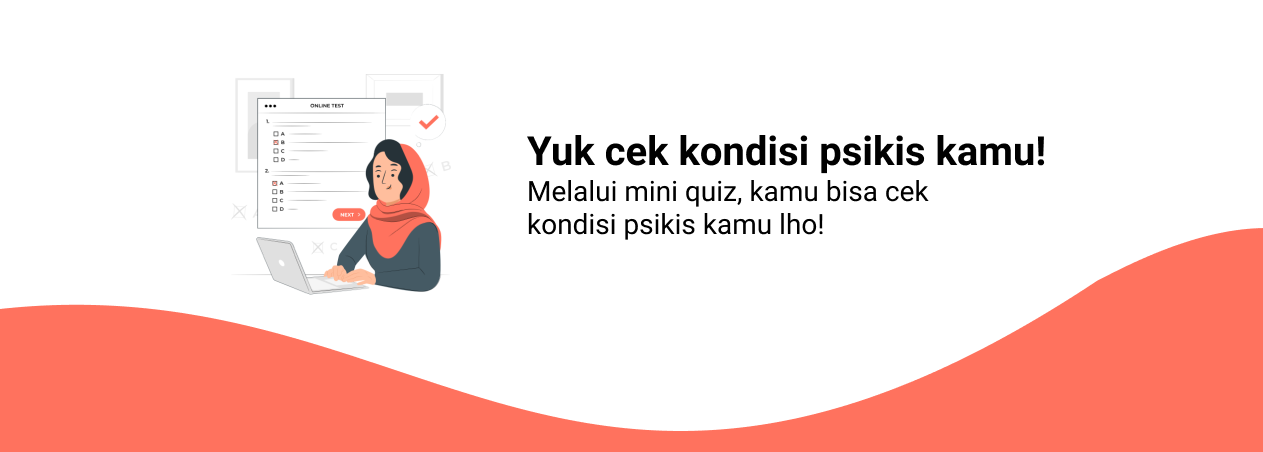 ONLINE TEST
1.
A
B
C
D
2.
A
B
C
D
NEXT
B
C
Yuk cek kondisi psikis kamu!
Melalui mini quiz, kamu bisa cek
kondisi psikis kamu lho!